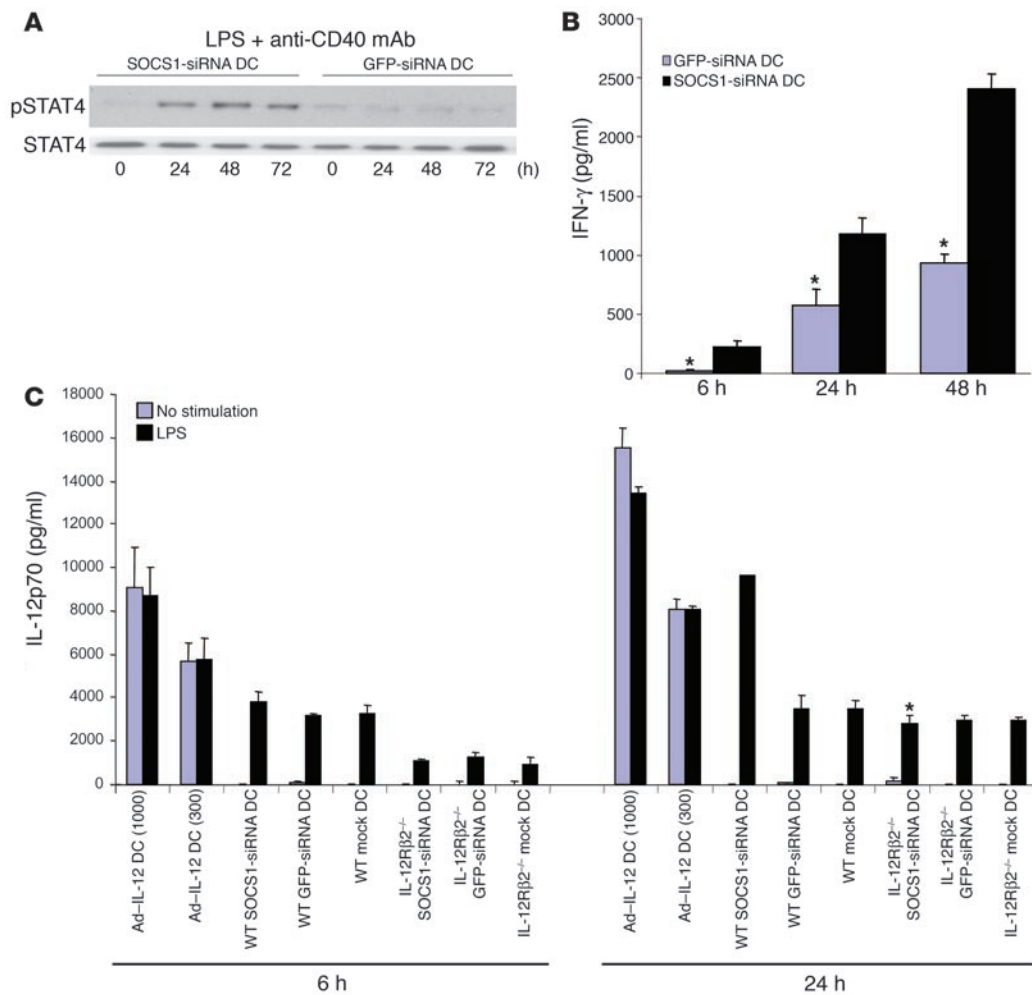 A
LPS + anti-CD40 mAb
SOCS1-siRNA DC GFP-siRNA DC
pSTAT4
STAT4
0 24 48 72 0 24 48 72 (h)
B
3000
2500
2000
1500
1000
500
0
IFN-γ (pg/ml)
GFP-siRNA DC
SOCS1-siRNA DC
* * *
6 h 24 h 48 h
C
18000
16000
14000
12000
10000
8000
6000
4000
2000
0
IL-12p70 (pg/ml)
No stimulation
LPS
*
Ad–IL-12 DC (1000)
Ad–IL-12 DC (300)
WT SOCS1-siRNA DC
WT GFP-siRNA DC
WT mock DC
IL-12Rβ2⁻/⁻
SOCS1-siRNA DC
IL-12Rβ2⁻/⁻
GFP-siRNA DC
IL-12Rβ2⁻/⁻ mock DC
6 h
Ad–IL-12 DC (1000)
Ad–IL-12 DC (300)
WT SOCS1-siRNA DC
WT GFP-siRNA DC
WT mock DC
IL-12Rβ2⁻/⁻
SOCS1-siRNA DC
IL-12Rβ2⁻/⁻
GFP-siRNA DC
IL-12Rβ2⁻/⁻ mock DC
24 h